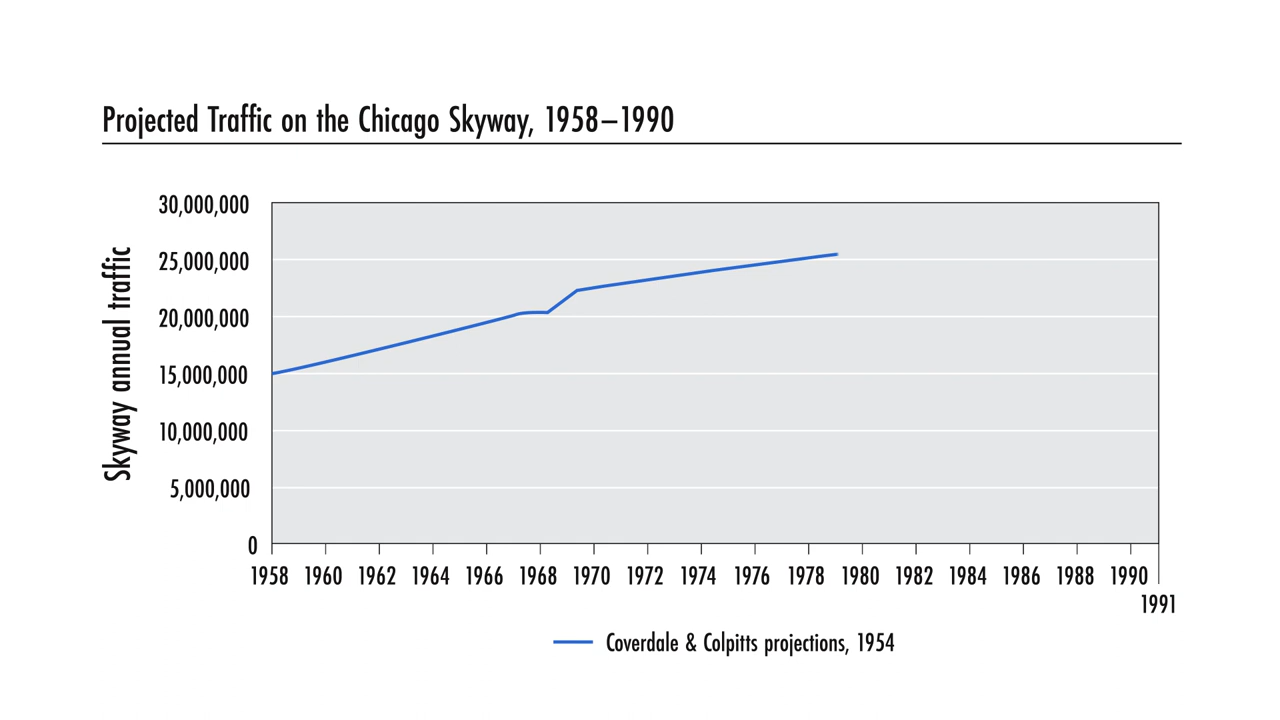 Projected Traffic on the Chicago Skyway, 1958–1990
Skyway annual traffic
30,000,000
25,000,000
20,000,000
15,000,000
10,000,000
5,000,000
0
1958 1960 1962 1964 1966 1968 1970 1972 1974 1976 1978 1980 1982 1984 1986 1988 1990
1991
Coverdale & Colpitts projections, 1954